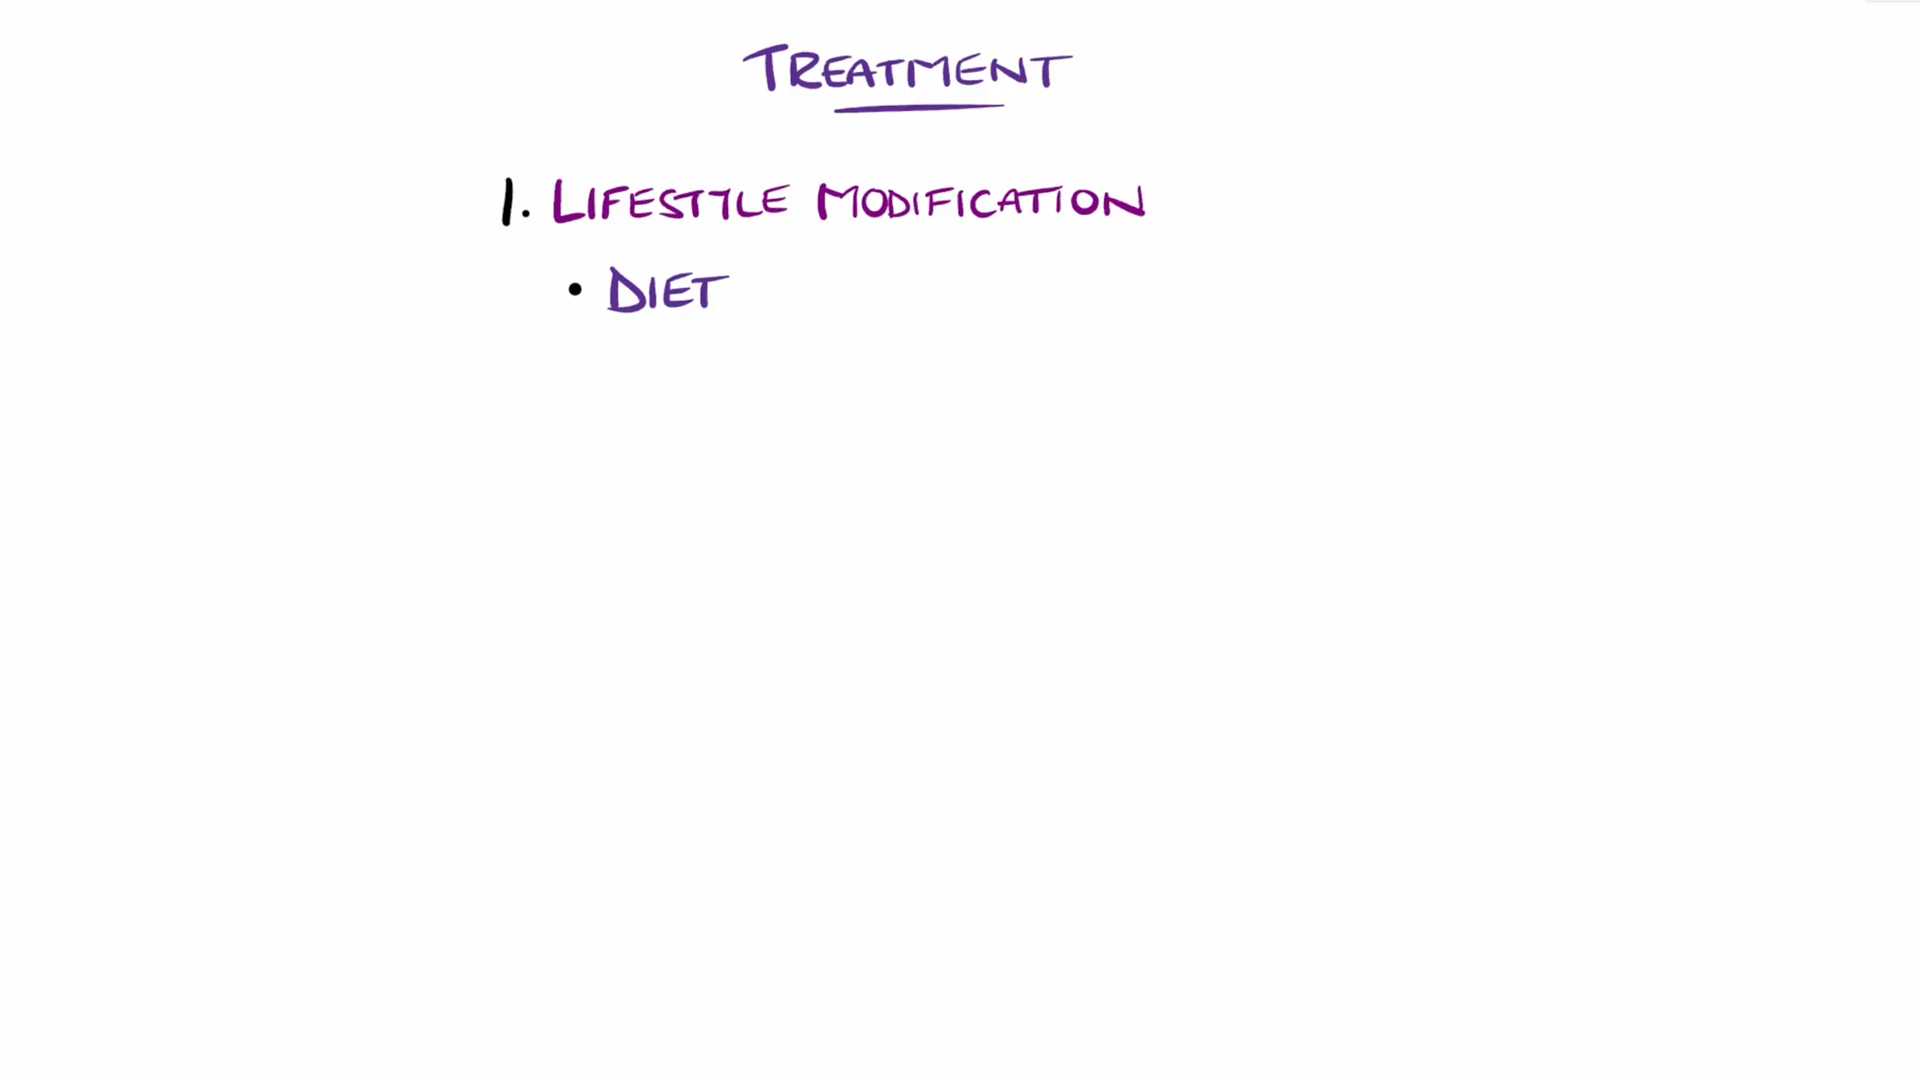 TREATMENT
1. LIFESTYLE MODIFICATION
• DIET